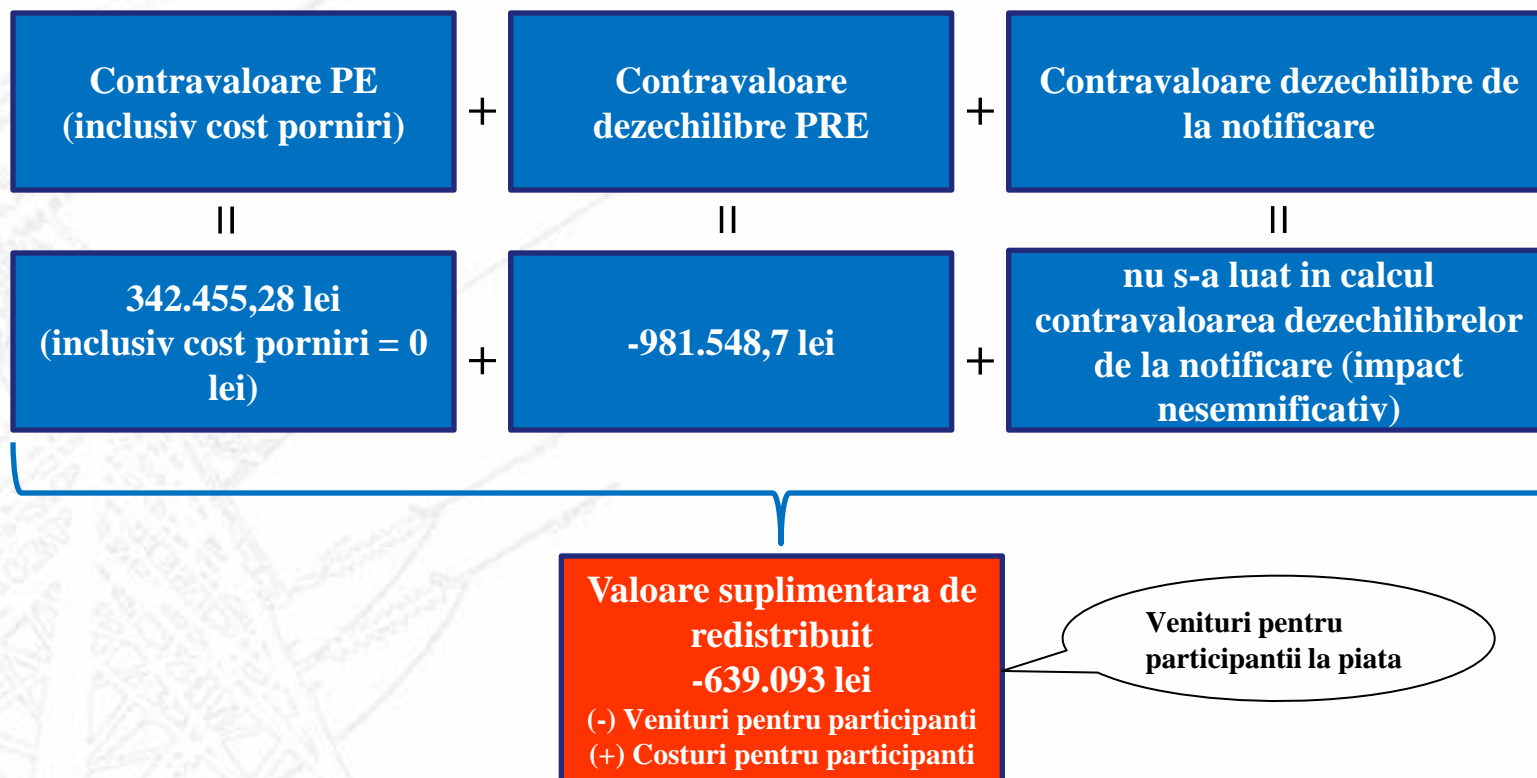 Contravaloare PE
(inclusiv cost porniri)
+
Contravaloare
dezechilibre PRE
+
Contravaloare dezechilibre de
la notificare
=
=
=
342.455,28 lei
(inclusiv cost porniri = 0
lei)
+
-981.548,7 lei
+
nu s-a luat in calcul
contravaloarea dezechilibrelor
de la notificare (impact
nesemnificativ)
Valoare suplimentara de
redistribuit
-639.093 lei
(-) Venituri pentru participanti
(+) Costuri pentru participanti
Venituri pentru
participantii la piata